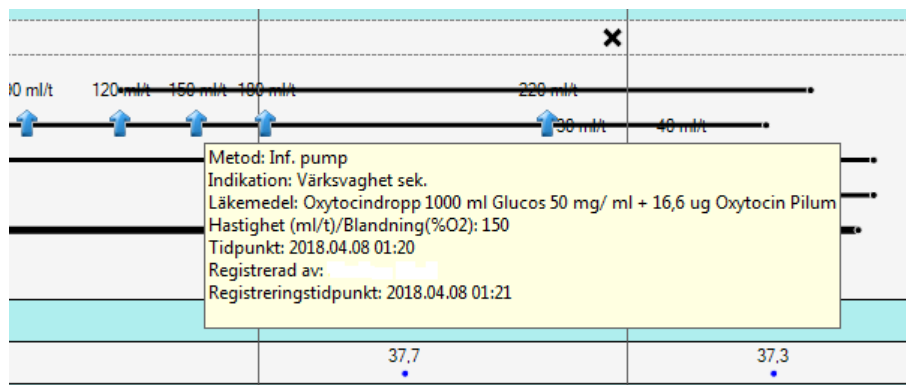 0 ml/t 120 ml/t 150 ml/t 180 ml/t 220 ml/t
30 ml/t 40 ml/t
Metod: Inf. pump
Indikation: Värksvaghet sek.
Läkemedel: Oxytocindropp 1000 ml Glucos 50 mg/ ml + 16,6 ug Oxytocin Pilum
Hastighet (ml/t)/Blandning(%O2): 150
Tidpunkt: 2018.04.08 01:20
Registrerad av:
Registreringstidpunkt: 2018.04.08 01:21
37,7 37,3